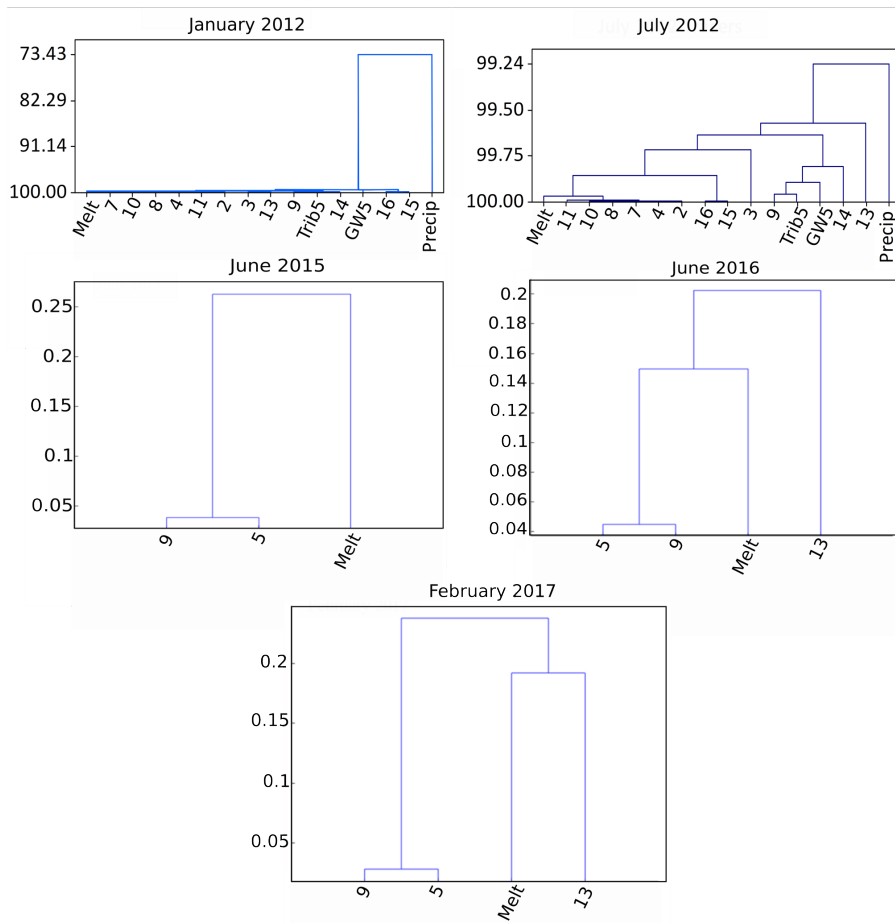 January 2012
73.43
82.29
91.14
100.00
Melt 7 10 8 4 11 2 3 13 9 Trib5 14 GW5 16 15 Precip
July 2012
99.24
99.50
99.75
100.00
Melt 11 10 8 7 4 2 16 15 3 9 Trib5 GW5 14 13 Precip
June 2015
0.25
0.2
0.15
0.1
0.05
9 5 Melt
June 2016
0.2
0.18
0.16
0.14
0.12
0.1
0.08
0.06
0.04
5 9 Melt 13
February 2017
0.2
0.15
0.1
0.05
9 5 Melt 13